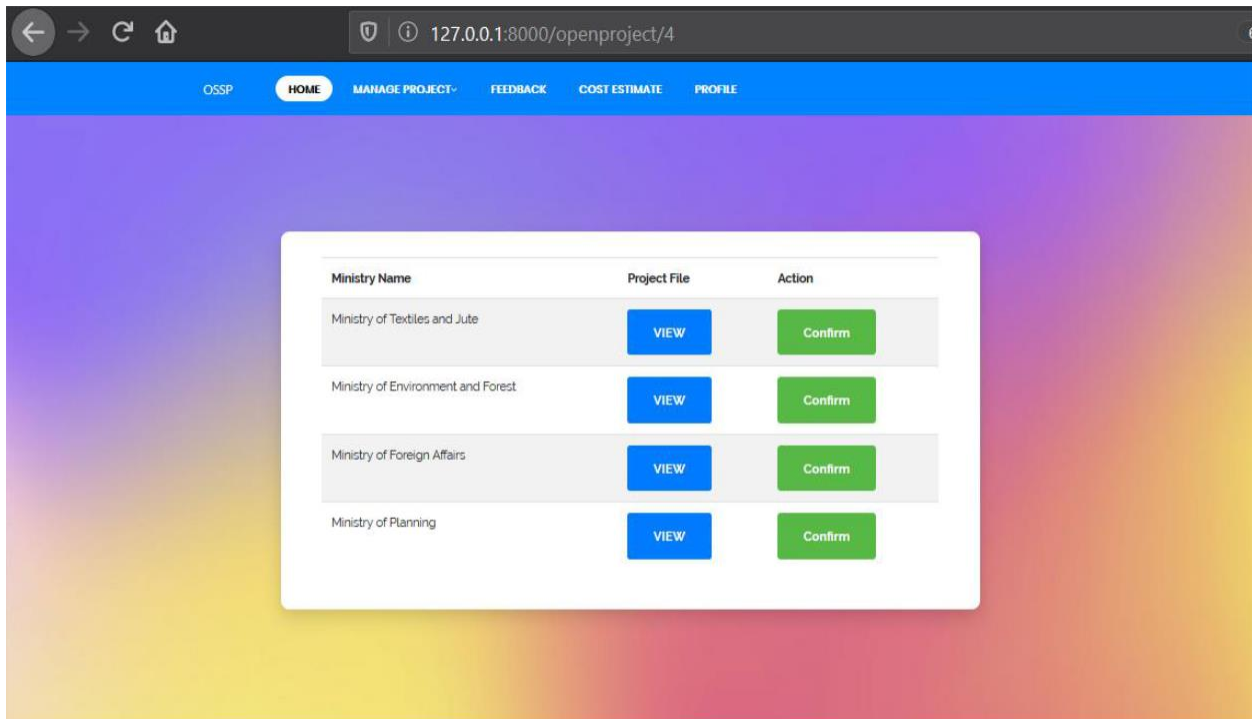 127.0.0.1:8000/openproject/4
OSSP HOME MANAGE PROJECT FEEDBACK COST ESTIMATE PROFILE
Ministry Name Project File Action
Ministry of Textiles and Jute VIEW Confirm
Ministry of Environment and Forest VIEW Confirm
Ministry of Foreign Affairs VIEW Confirm
Ministry of Planning VIEW Confirm